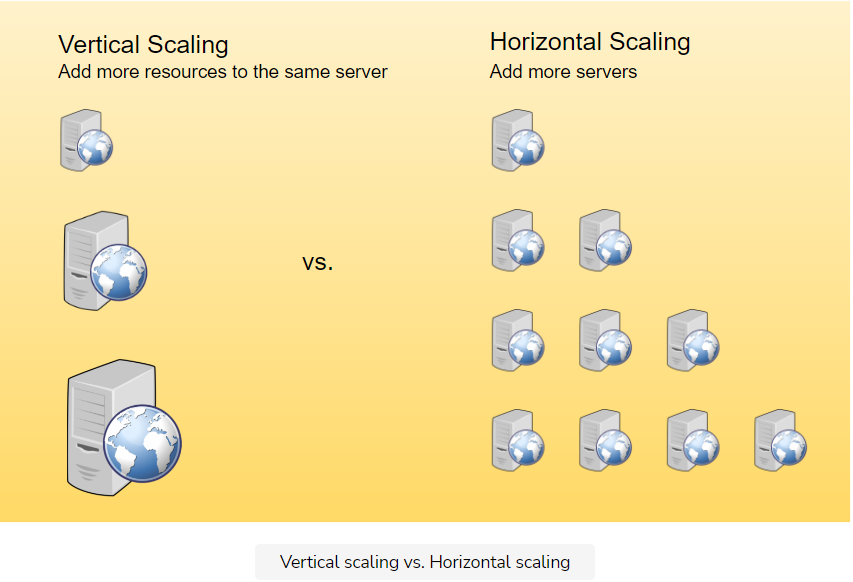 Vertical Scaling
Add more resources to the same server
Horizontal Scaling
Add more servers
vs.
Vertical scaling vs. Horizontal scaling